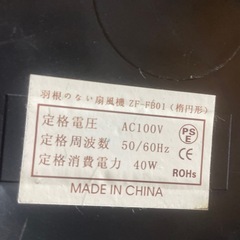 羽根のない扇風機 ZF-FB01 (楕円形)
定格電圧 AC100V
定格周波数 50/60Hz
定格消費電力 40W
PSE
ROHs
MADE IN CHINA